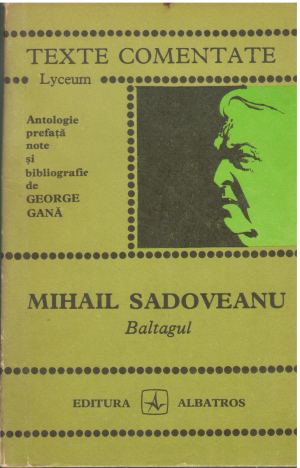 TEXTE COMENTATE
Lyceum
Antologie
prefață
note
și
bibliografie
de
GEORGE
GANĂ
MIHAIL SADOVEANU
Baltagul
EDITURA ALBATROS